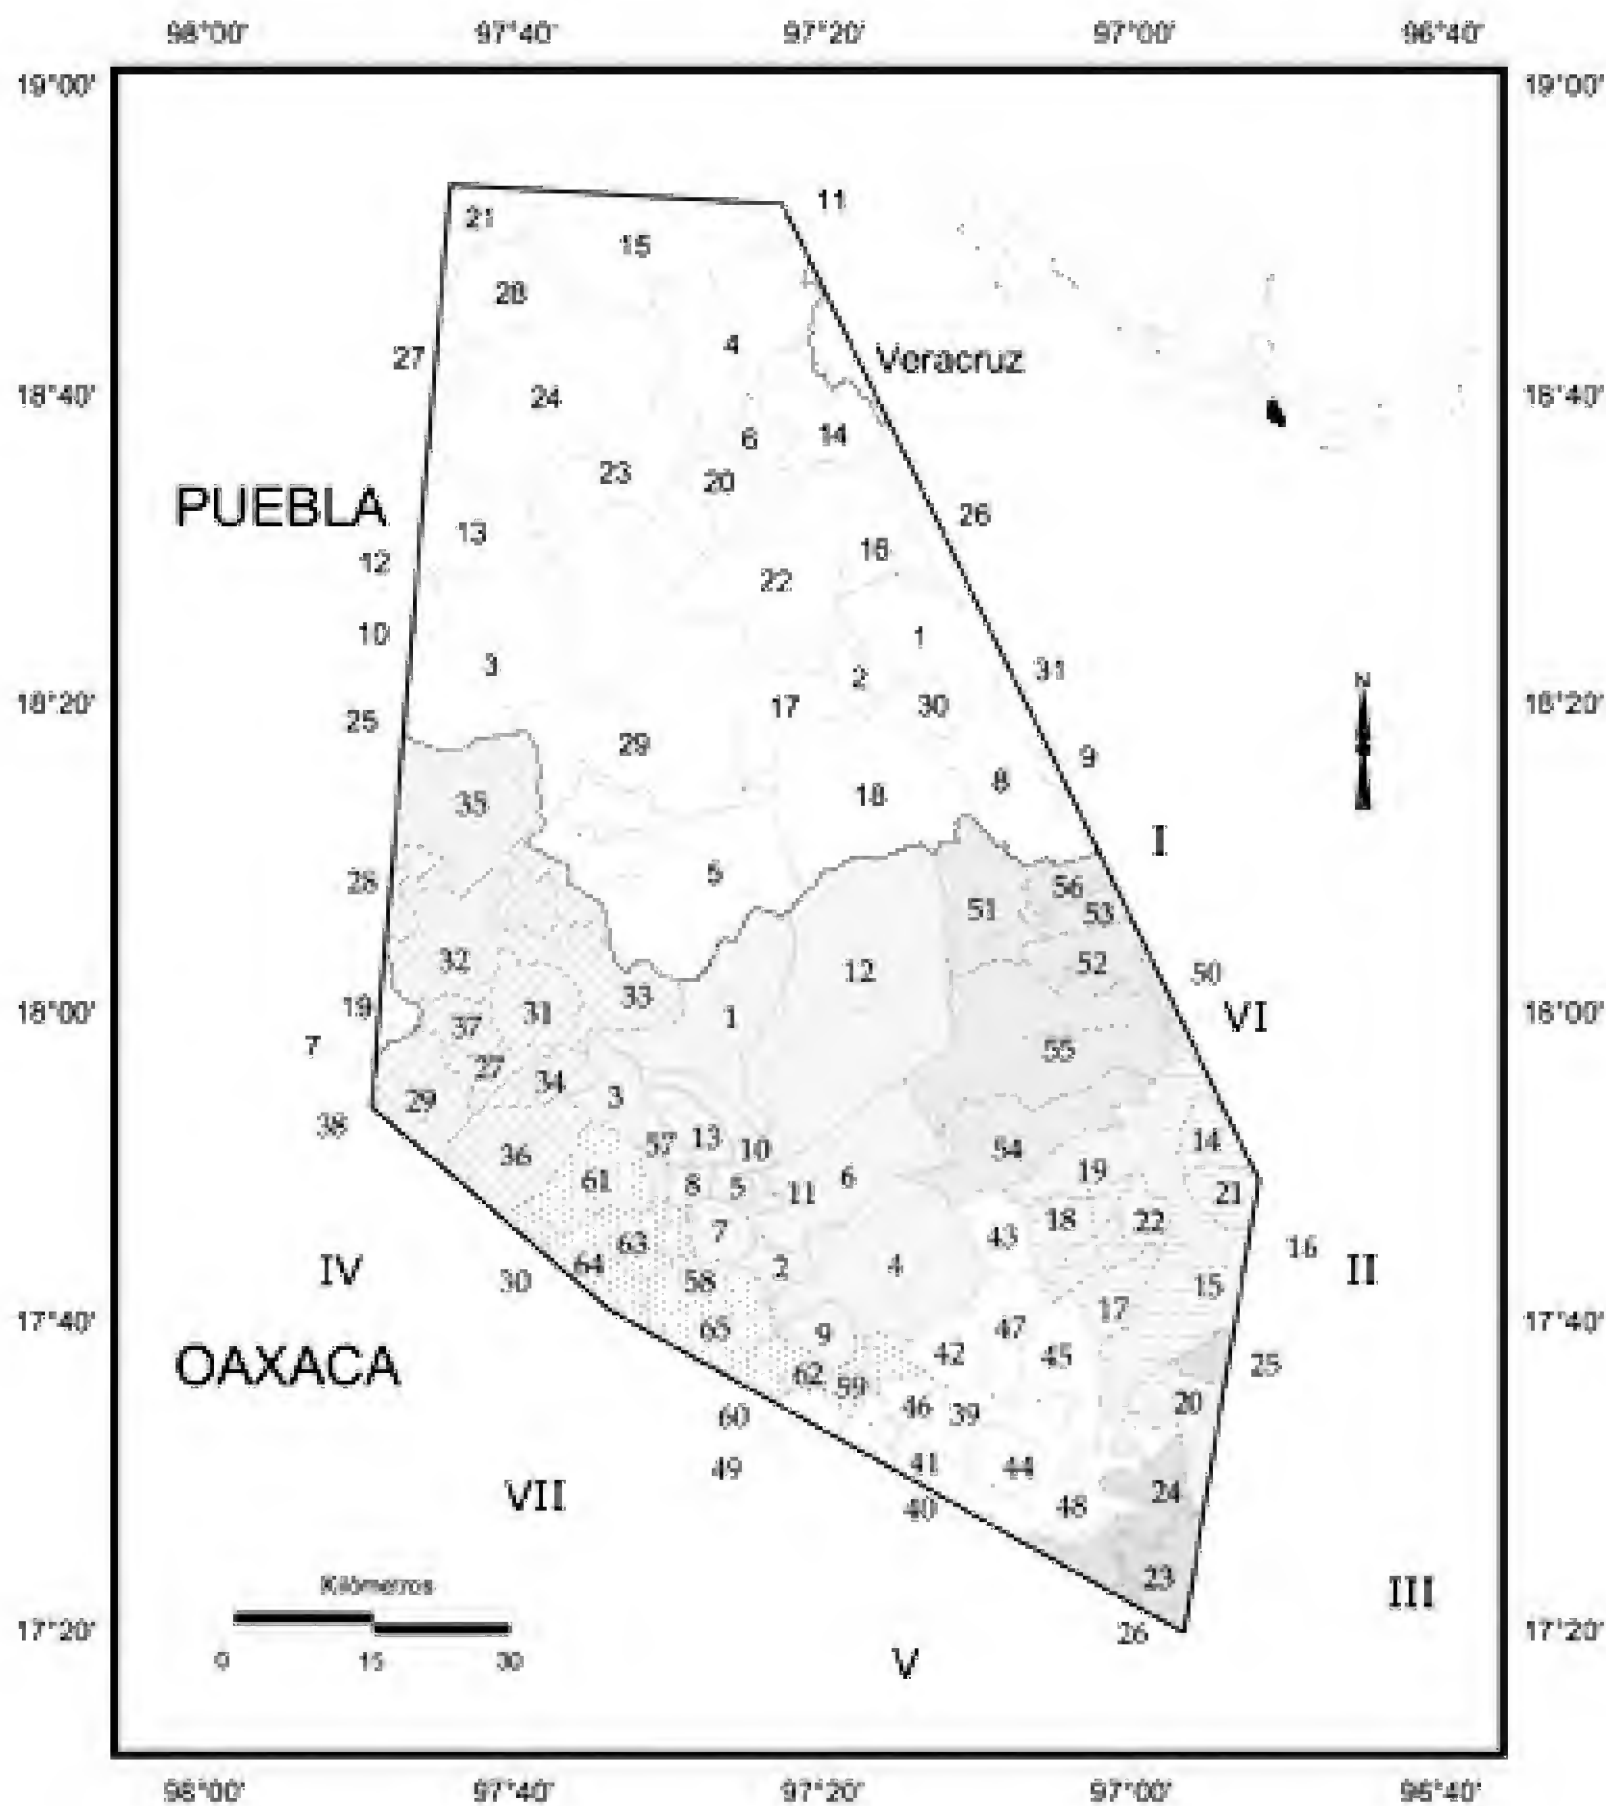 98°00' 97°40' 97°20' 97°00' 96°40'
19°00' 19°00'
11
21
15
28
4
27 Veracruz
18°40' 18°40'
24
6 14
23 20
PUEBLA
13 26
12 16
22
10 1
3 2 31
18°20' 17 30 18°20'
25
29 9
35 18 8
I
28 5 56
51 53
32 12 52 50
19 33
18°00' 37 31 1 VI 18°00'
7 27 55
29 34 3
38 57 13 10 14
36 54
61 8 5 11 6 19 21
7 18 22
63 43 16
IV 64 2 4 II
30 58 15
17
17°40' 65 9 47 17°40'
42 45 25
OAXACA 62 59
60 46 39 20
49 41 44
VII 40 48 24
Kilómetros 23
III
17°20' 26 17°20'
0 15 30 V
98°00' 97°40' 97°20' 97°00' 96°40'
N